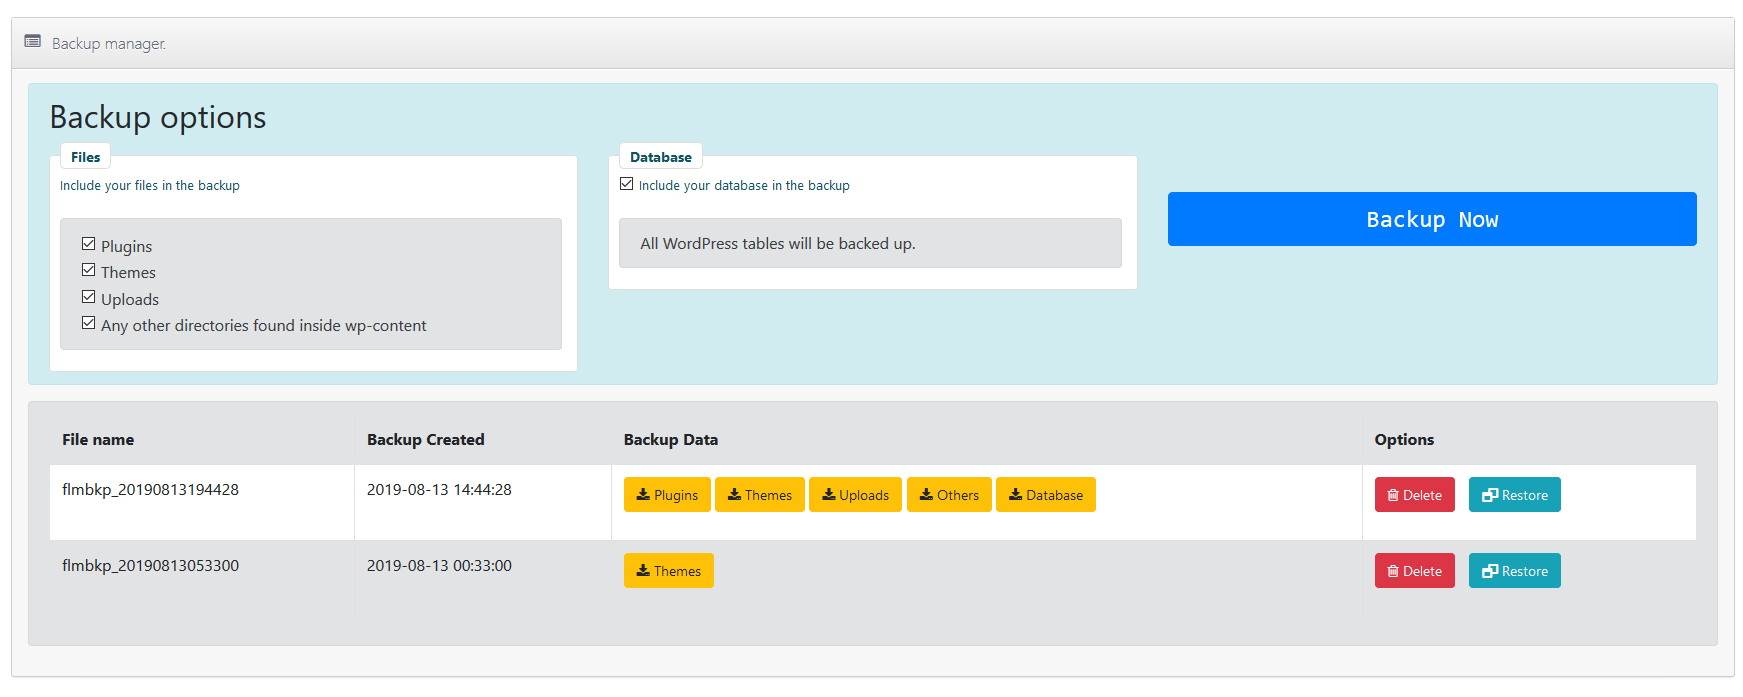 Backup manager.
Backup options
Files
Include your files in the backup
Plugins
Themes
Uploads
Any other directories found inside wp-content
Database
Include your database in the backup
All WordPress tables will be backed up.
Backup Now
File name Backup Created Backup Data Options
flmbkp_20190813194428 2019-08-13 14:44:28 Plugins Themes Uploads Others Database Delete Restore
flmbkp_20190813053300 2019-08-13 00:33:00 Themes Delete Restore